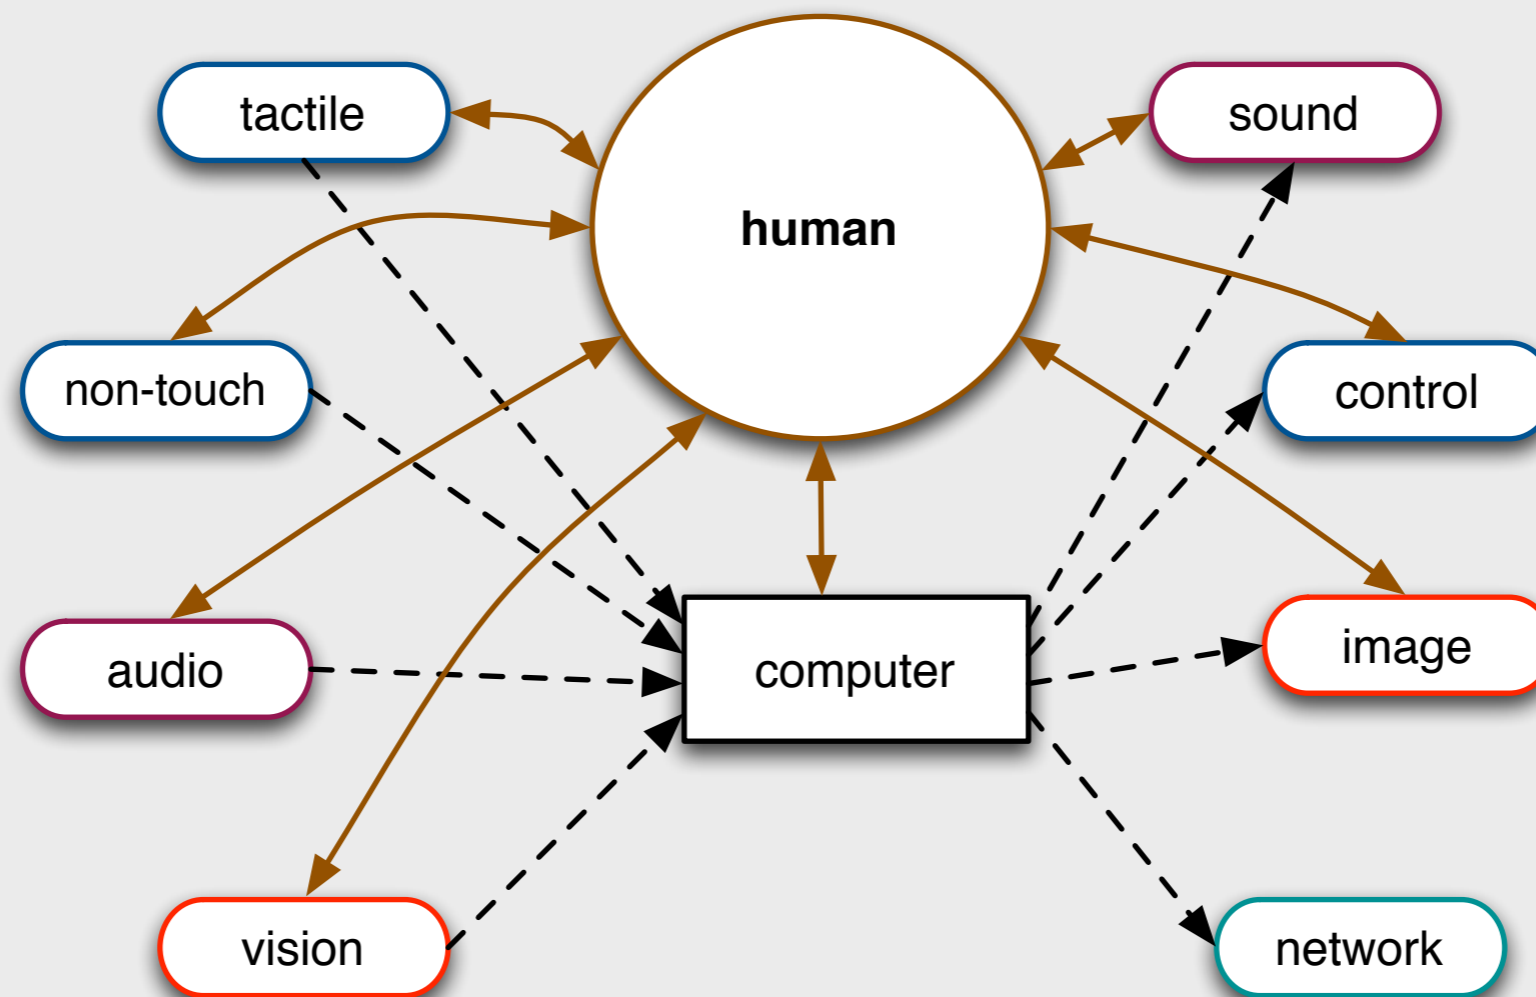 tactile
sound
human
non-touch
control
audio
computer
image
vision
network